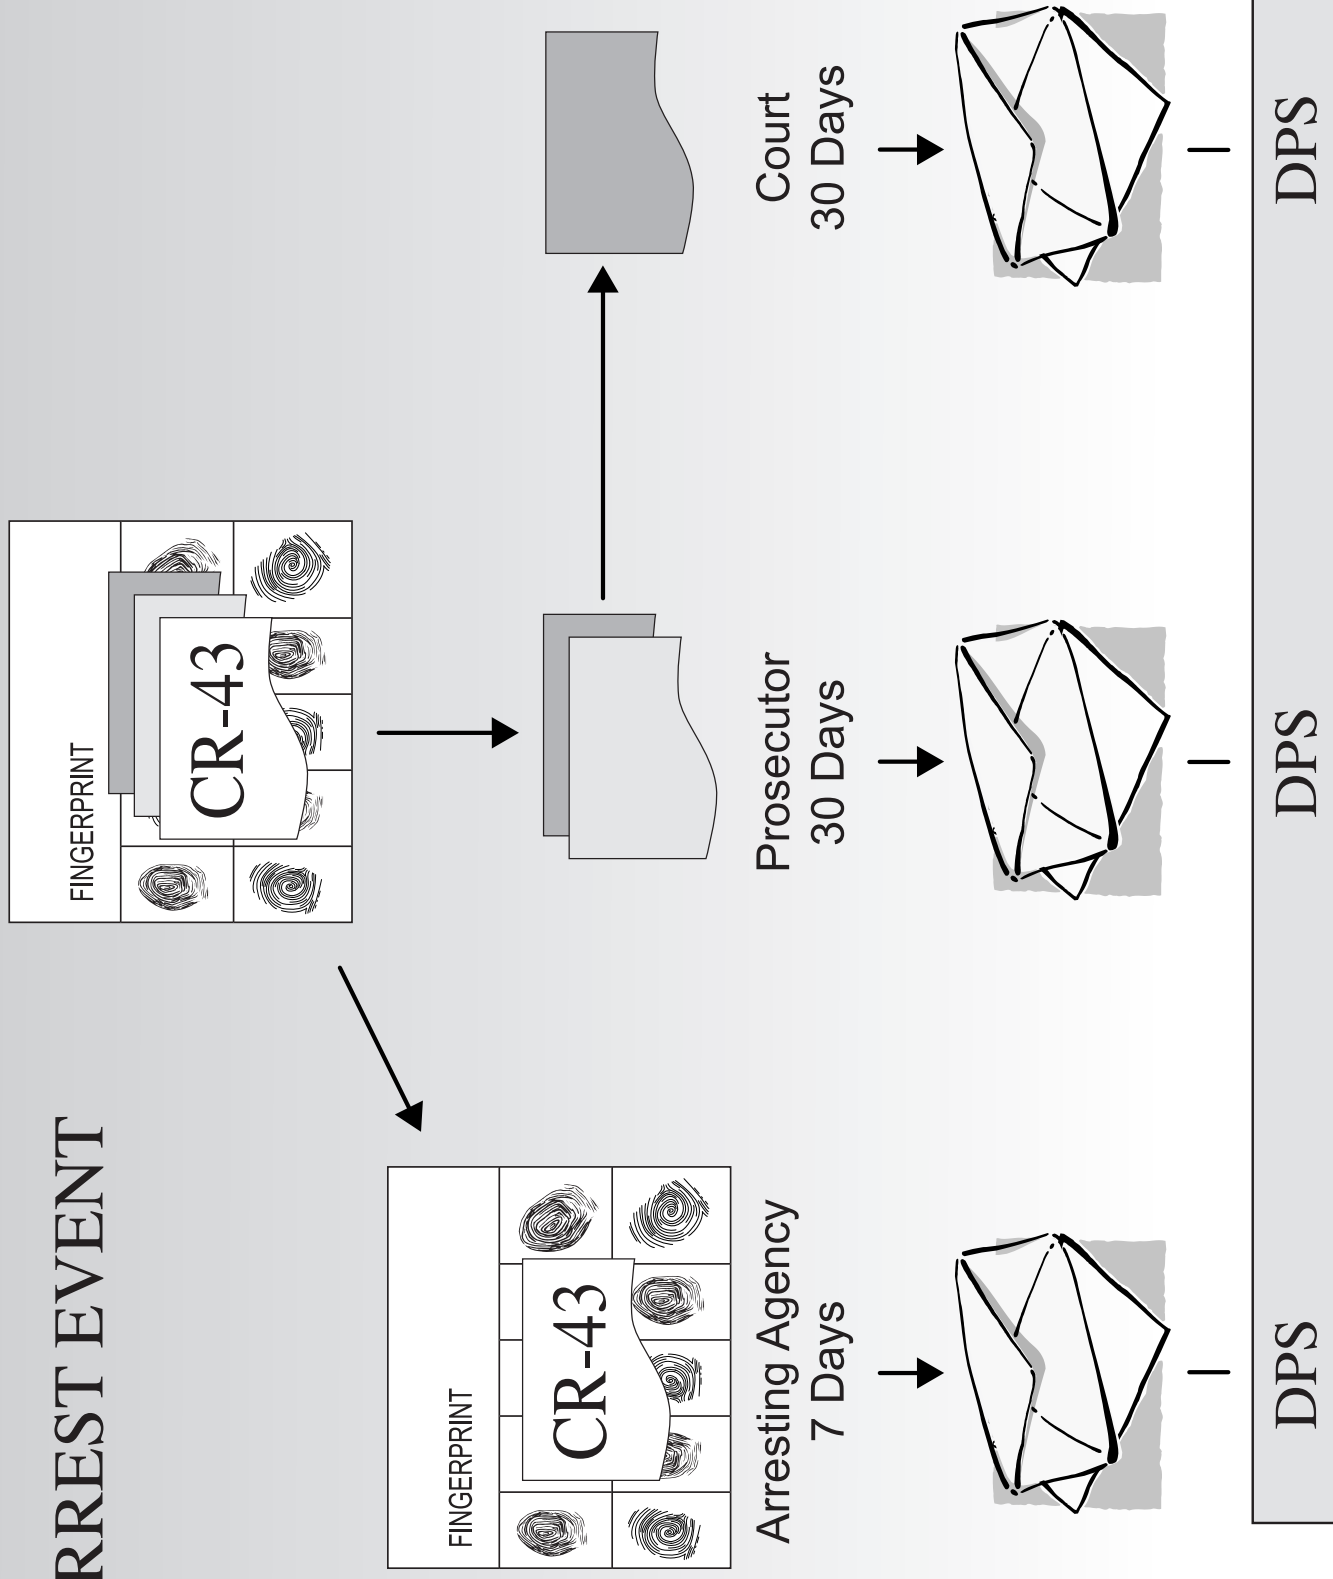 RREST EVENT
FINGERPRINT
CR-43
FINGERPRINT
CR-43
Arresting Agency
7 Days
Prosecutor
30 Days
Court
30 Days
DPS
DPS
DPS